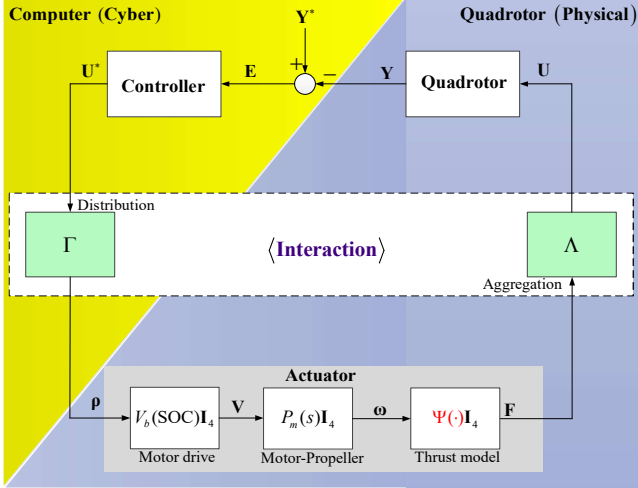 Computer (Cyber)
Y*
Quadrotor (Physical)
U*
Controller
E
+
−
Y
Quadrotor
U
Distribution
Γ
⟨Interaction⟩
Λ
Aggregation
Actuator
ρ
V_b(SOC)I_4
V
P_m(s)I_4
ω
Ψ(·)I_4
F
Motor drive
Motor-Propeller
Thrust model